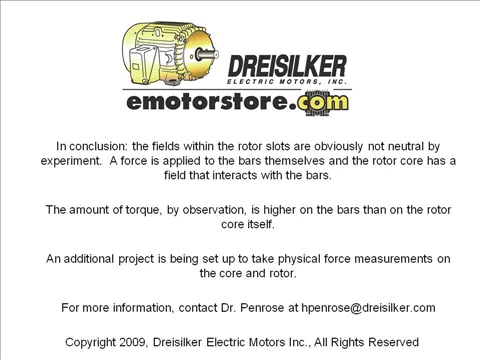 DREISILKER
ELECTRIC MOTORS, INC.
emotorstore.com
In conclusion: the fields within the rotor slots are obviously not neutral by
experiment. A force is applied to the bars themselves and the rotor core has a
field that interacts with the bars.
The amount of torque, by observation, is higher on the bars than on the rotor
core itself.
An additional project is being set up to take physical force measurements on
the core and rotor.
For more information, contact Dr. Penrose at hpenrose@dreisilker.com
Copyright 2009, Dreisilker Electric Motors Inc., All Rights Reserved